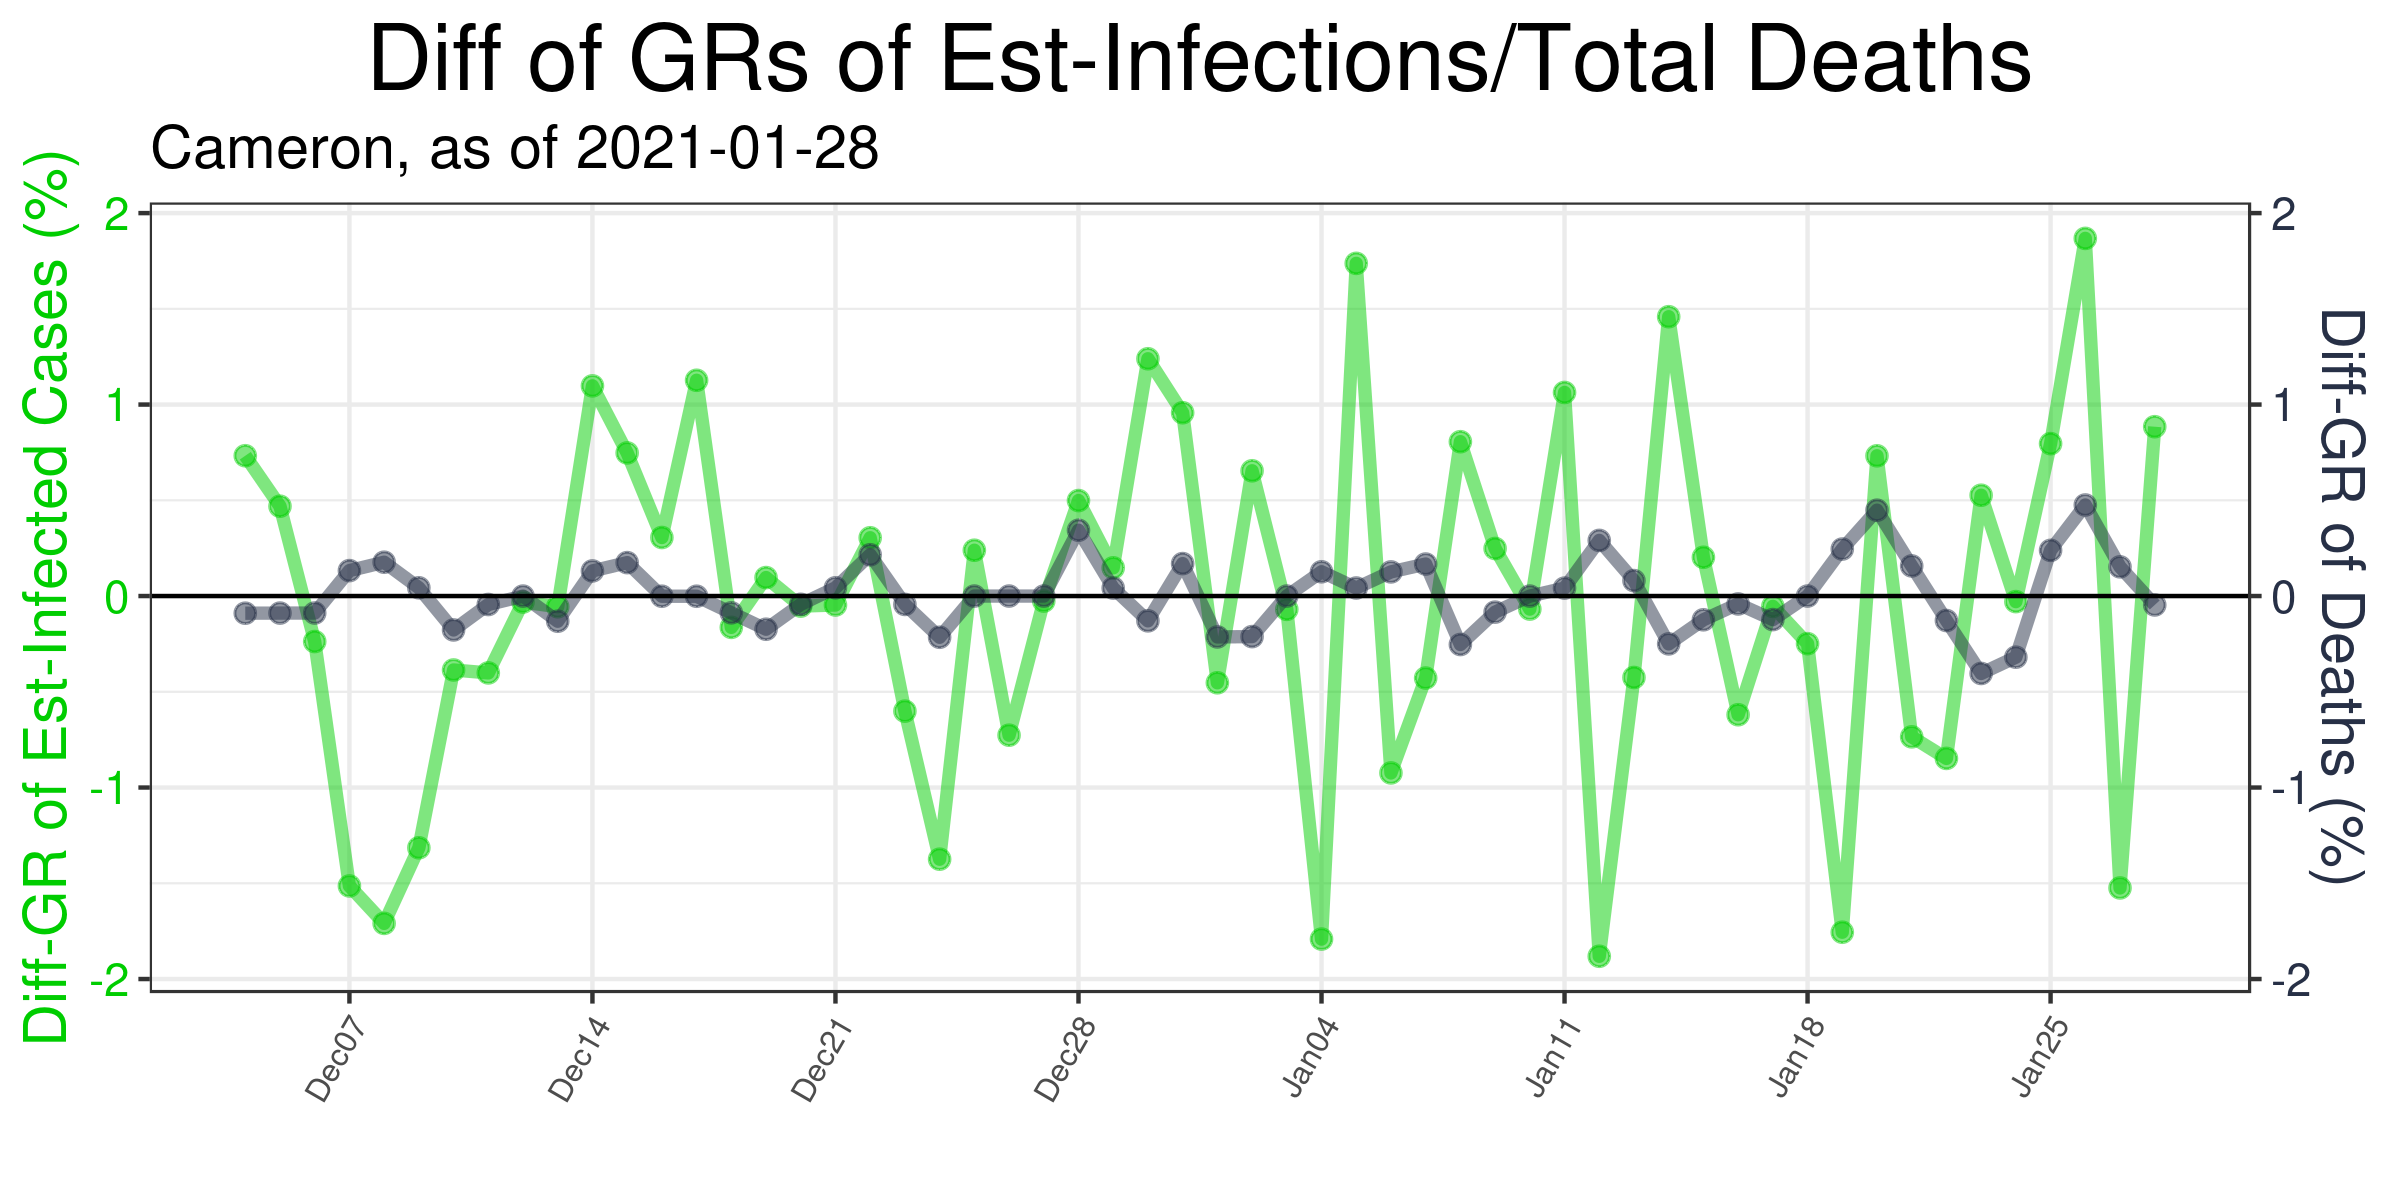 Diff of GRs of Est-Infections/Total Deaths
Cameron, as of 2021-01-28
Diff-GR of Est-Infected Cases (%)
2
1
0
-1
-2
2
1
0
-1
-2
Diff-GR of Deaths (%)
Dec07
Dec14
Dec21
Dec28
Jan04
Jan11
Jan18
Jan25